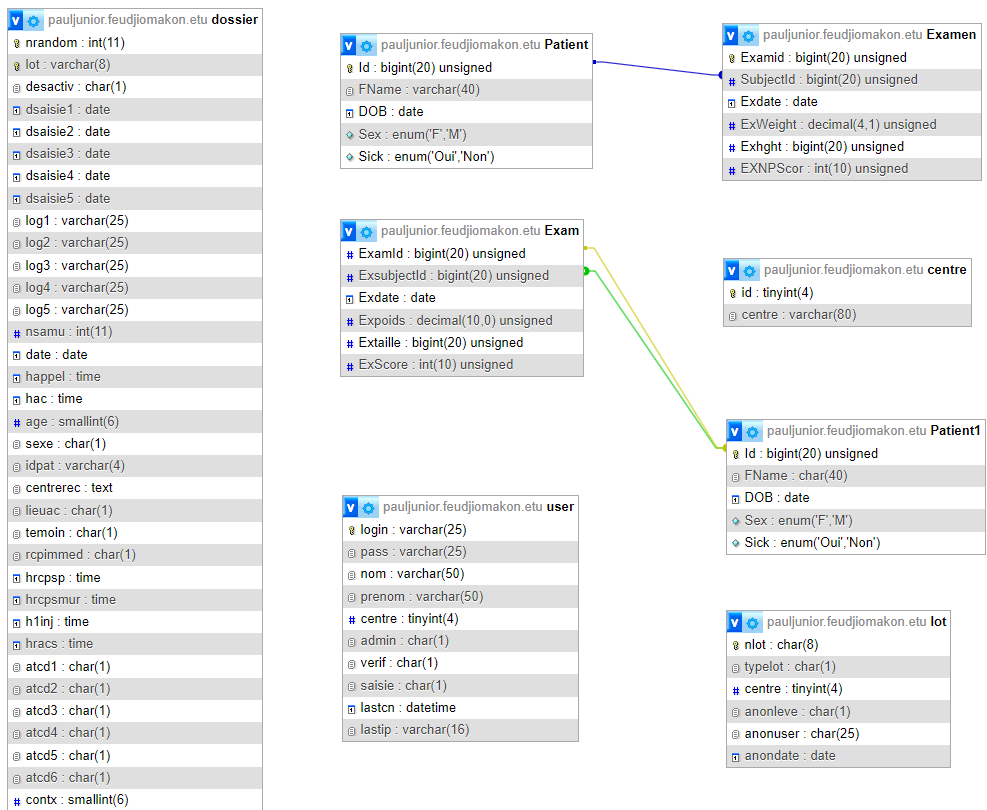 pauljunior.feudjiomakon.etu dossier
nrandom : int(11)
lot : varchar(8)
desactiv : char(1)
dsaisie1 : date
dsaisie2 : date
dsaisie3 : date
dsaisie4 : date
dsaisie5 : date
log1 : varchar(25)
log2 : varchar(25)
log3 : varchar(25)
log4 : varchar(25)
log5 : varchar(25)
nsamu : int(11)
date : date
happel : time
hac : time
age : smallint(6)
sexe : char(1)
idpat : varchar(4)
centrerec : text
lieuac : char(1)
temoin : char(1)
rcpimmed : char(1)
hrcpsp : time
hrcpsmur : time
h1inj : time
hracs : time
atcd1 : char(1)
atcd2 : char(1)
atcd3 : char(1)
atcd4 : char(1)
atcd5 : char(1)
atcd6 : char(1)
contx : smallint(6)
pauljunior.feudjiomakon.etu Patient
Id : bigint(20) unsigned
FName : varchar(40)
DOB : date
Sex : enum('F','M')
Sick : enum('Oui','Non')
pauljunior.feudjiomakon.etu Examen
Examid : bigint(20) unsigned
SubjectId : bigint(20) unsigned
Exdate : date
ExWeight : decimal(4,1) unsigned
Exhght : bigint(20) unsigned
EXNPScor : int(10) unsigned
pauljunior.feudjiomakon.etu Exam
ExamId : bigint(20) unsigned
ExsubjectId : bigint(20) unsigned
Exdate : date
Expoids : decimal(10,0) unsigned
Extaille : bigint(20) unsigned
ExScore : int(10) unsigned
pauljunior.feudjiomakon.etu centre
id : tinyint(4)
centre : varchar(80)
pauljunior.feudjiomakon.etu Patient1
Id : bigint(20) unsigned
FName : char(40)
DOB : date
Sex : enum('F','M')
Sick : enum('Oui','Non')
pauljunior.feudjiomakon.etu user
login : varchar(25)
pass : varchar(25)
nom : varchar(50)
prenom : varchar(50)
centre : tinyint(4)
admin : char(1)
verif : char(1)
saisie : char(1)
lastcn : datetime
lastip : varchar(16)
pauljunior.feudjiomakon.etu lot
nlot : char(8)
typelot : char(1)
centre : tinyint(4)
anonleve : char(1)
anonuser : char(25)
anondate : date